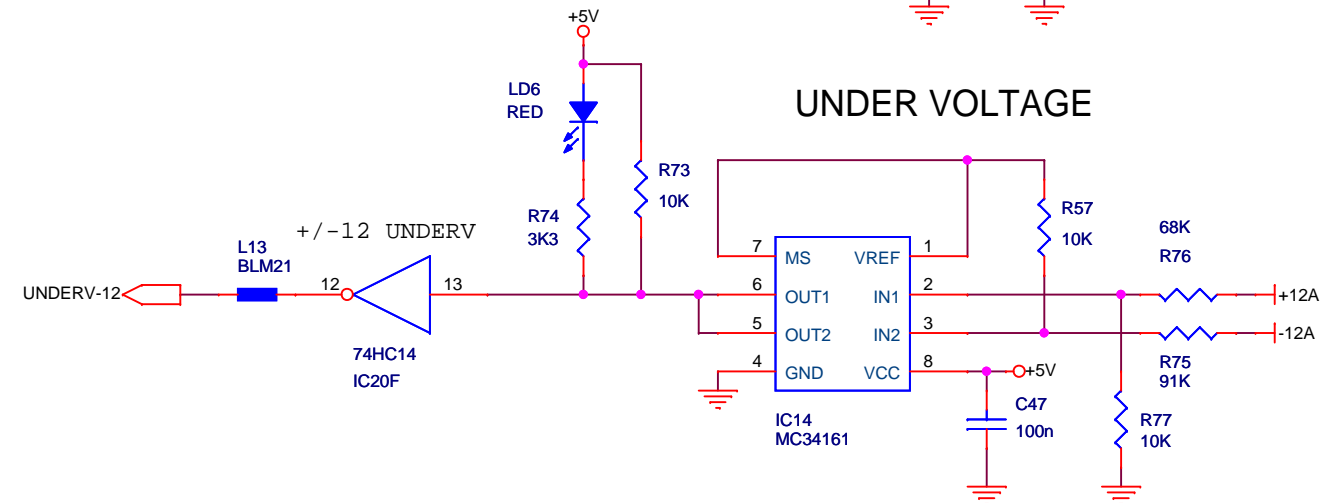 +5V
UNDER VOLTAGE
LD6
RED
R73
10K
R74
3K3
+/-12 UNDERV
L13
BLM21
UNDERV-12
12
13
74HC14
IC20F
7 MS
6 OUT1
5 OUT2
4 GND
VREF 1
IN1 2
IN2 3
VCC 8
IC14
MC34161
R57
10K
68K
R76
+12A
-12A
R75
91K
+5V
C47
100n
R77
10K